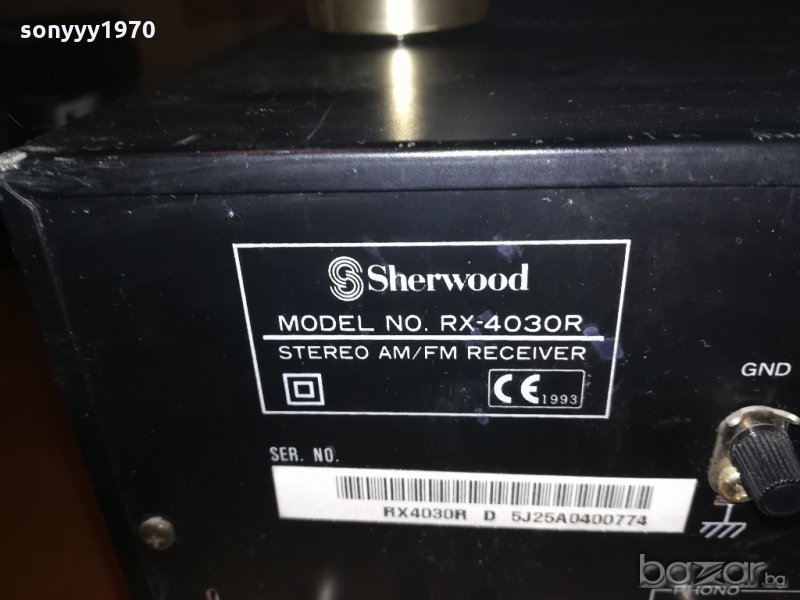 sonyyy1970
Sherwood
MODEL NO. RX-4030R
STEREO AM/FM RECEIVER
CE 1993
GND
SER. NO.
RX4030R D 5J25A0400774
bazar.bg
PHONO